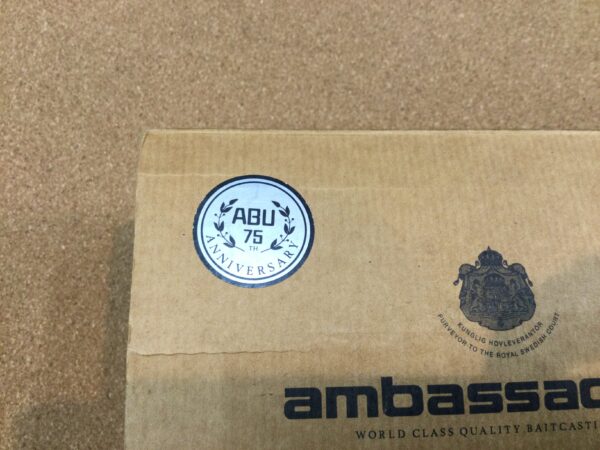 ABU
75
TH
ANNIVERSARY
KUNGLIG HOVLEVERANTÖR
PURVEYOR TO THE ROYAL SWEDISH COURT
ambassad
WORLD CLASS QUALITY BAITCASTI